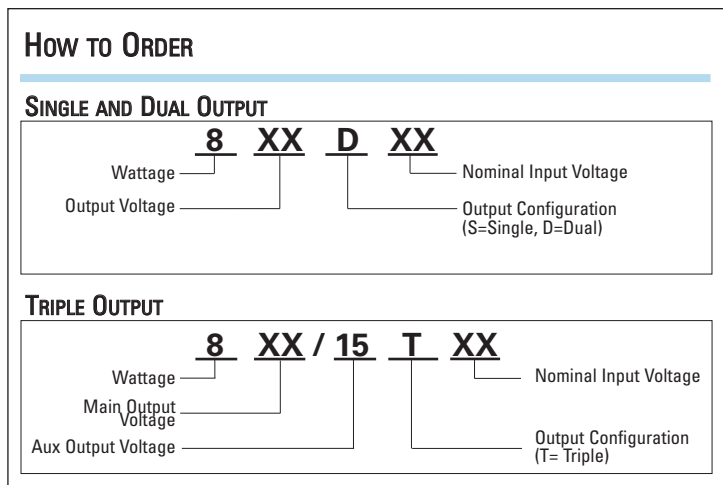 HOW TO ORDER
SINGLE AND DUAL OUTPUT
8 XX D XX
Wattage
Nominal Input Voltage
Output Voltage
Output Configuration
(S=Single, D=Dual)
TRIPLE OUTPUT
8 XX / 15 T XX
Wattage
Nominal Input Voltage
Main Output
Voltage
Aux Output Voltage
Output Configuration
(T= Triple)